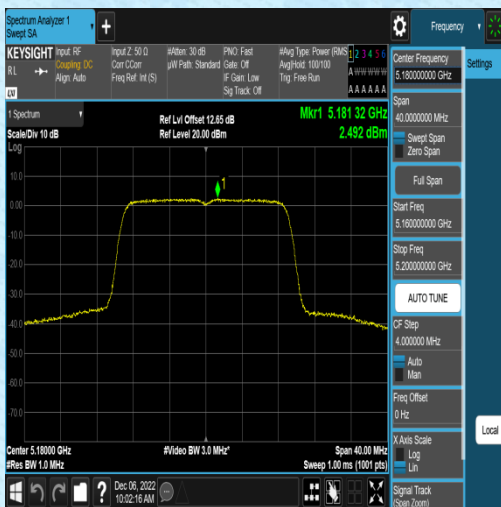 Spectrum Analyzer 1
Swept SA
+
Frequency
KEYSIGHT
Input: RF
Coupling: DC
Align: Auto
Input Z: 50 Ω
Corr CCorr
Freq Ref: Int (S)
#Atten: 30 dB
µW Path: Standard
PNO: Fast
Gate: Off
IF Gain: Low
Sig Track: Off
#Avg Type: Power (RMS
Avg|Hold: 100/100
Trig: Free Run
1 2 3 4 5 6
A W W W W W
A A A A A A
R L
LXI
1 Spectrum
Scale/Div 10 dB
Log
Ref Lvl Offset 12.65 dB
Ref Level 20.00 dBm
Mkr1 5.181 32 GHz
2.492 dBm
1
10.0
0.00
-10.0
-20.0
-30.0
-40.0
-50.0
-60.0
-70.0
Center 5.18000 GHz
#Res BW 1.0 MHz
#Video BW 3.0 MHz*
Span 40.00 MHz
Sweep 1.00 ms (1001 pts)
Dec 06, 2022
10:02:16 AM
?
Center Frequency
5.180000000 GHz
Settings
Span
40.0000000 MHz
Swept Span
Zero Span
Full Span
Start Freq
5.160000000 GHz
Stop Freq
5.200000000 GHz
AUTO TUNE
CF Step
4.000000 MHz
Auto
Man
Freq Offset
0 Hz
X Axis Scale
Log
Lin
Local
Signal Track
(Span Zoom)